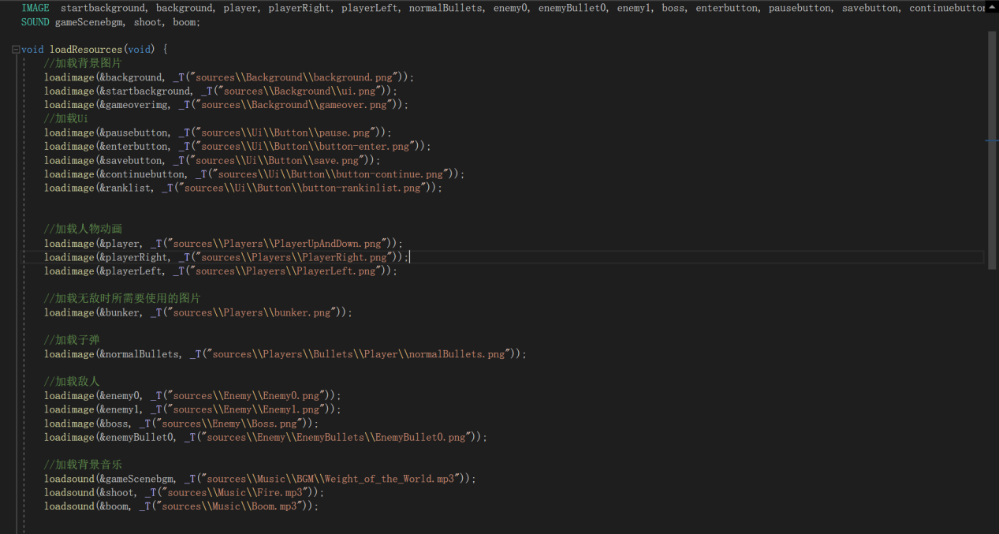 IMAGE startbackground, background, player, playerRight, playerLeft, normalBullets, enemy0, enemyBullet0, enemy1, boss, enterbutton, pausebutton, savebutton, continuebutton
SOUND gameScenebgm, shoot, boom;
void loadResources(void) {
//加载背景图片
loadimage(&background, _T("sources\\Background\\background.png"));
loadimage(&startbackground, _T("sources\\Background\\ui.png"));
loadimage(&gameoverimg, _T("sources\\Background\\gameover.png"));
//加载Ui
loadimage(&pausebutton, _T("sources\\Ui\\Button\\pause.png"));
loadimage(&enterbutton, _T("sources\\Ui\\Button\\button-enter.png"));
loadimage(&savebutton, _T("sources\\Ui\\Button\\save.png"));
loadimage(&continuebutton, _T("sources\\Ui\\Button\\button-continue.png"));
loadimage(&ranklist, _T("sources\\Ui\\Button\\button-rankinlist.png"));
//加载人物动画
loadimage(&player, _T("sources\\Players\\PlayerUpAndDown.png"));
loadimage(&playerRight, _T("sources\\Players\\PlayerRight.png"));
loadimage(&playerLeft, _T("sources\\Players\\PlayerLeft.png"));
//加载无敌时所需要使用的图片
loadimage(&bunker, _T("sources\\Players\\bunker.png"));
//加载子弹
loadimage(&normalBullets, _T("sources\\Players\\Bullets\\Player\\normalBullets.png"));
//加载敌人
loadimage(&enemy0, _T("sources\\Enemy\\Enemy0.png"));
loadimage(&enemy1, _T("sources\\Enemy\\Enemy1.png"));
loadimage(&boss, _T("sources\\Enemy\\Boss.png"));
loadimage(&enemyBullet0, _T("sources\\Enemy\\EnemyBullets\\EnemyBullet0.png"));
//加载背景音乐
loadsound(&gameScenebgm, _T("sources\\Music\\BGM\\Weight_of_the_World.mp3"));
loadsound(&shoot, _T("sources\\Music\\Fire.mp3"));
loadsound(&boom, _T("sources\\Music\\Boom.mp3"));